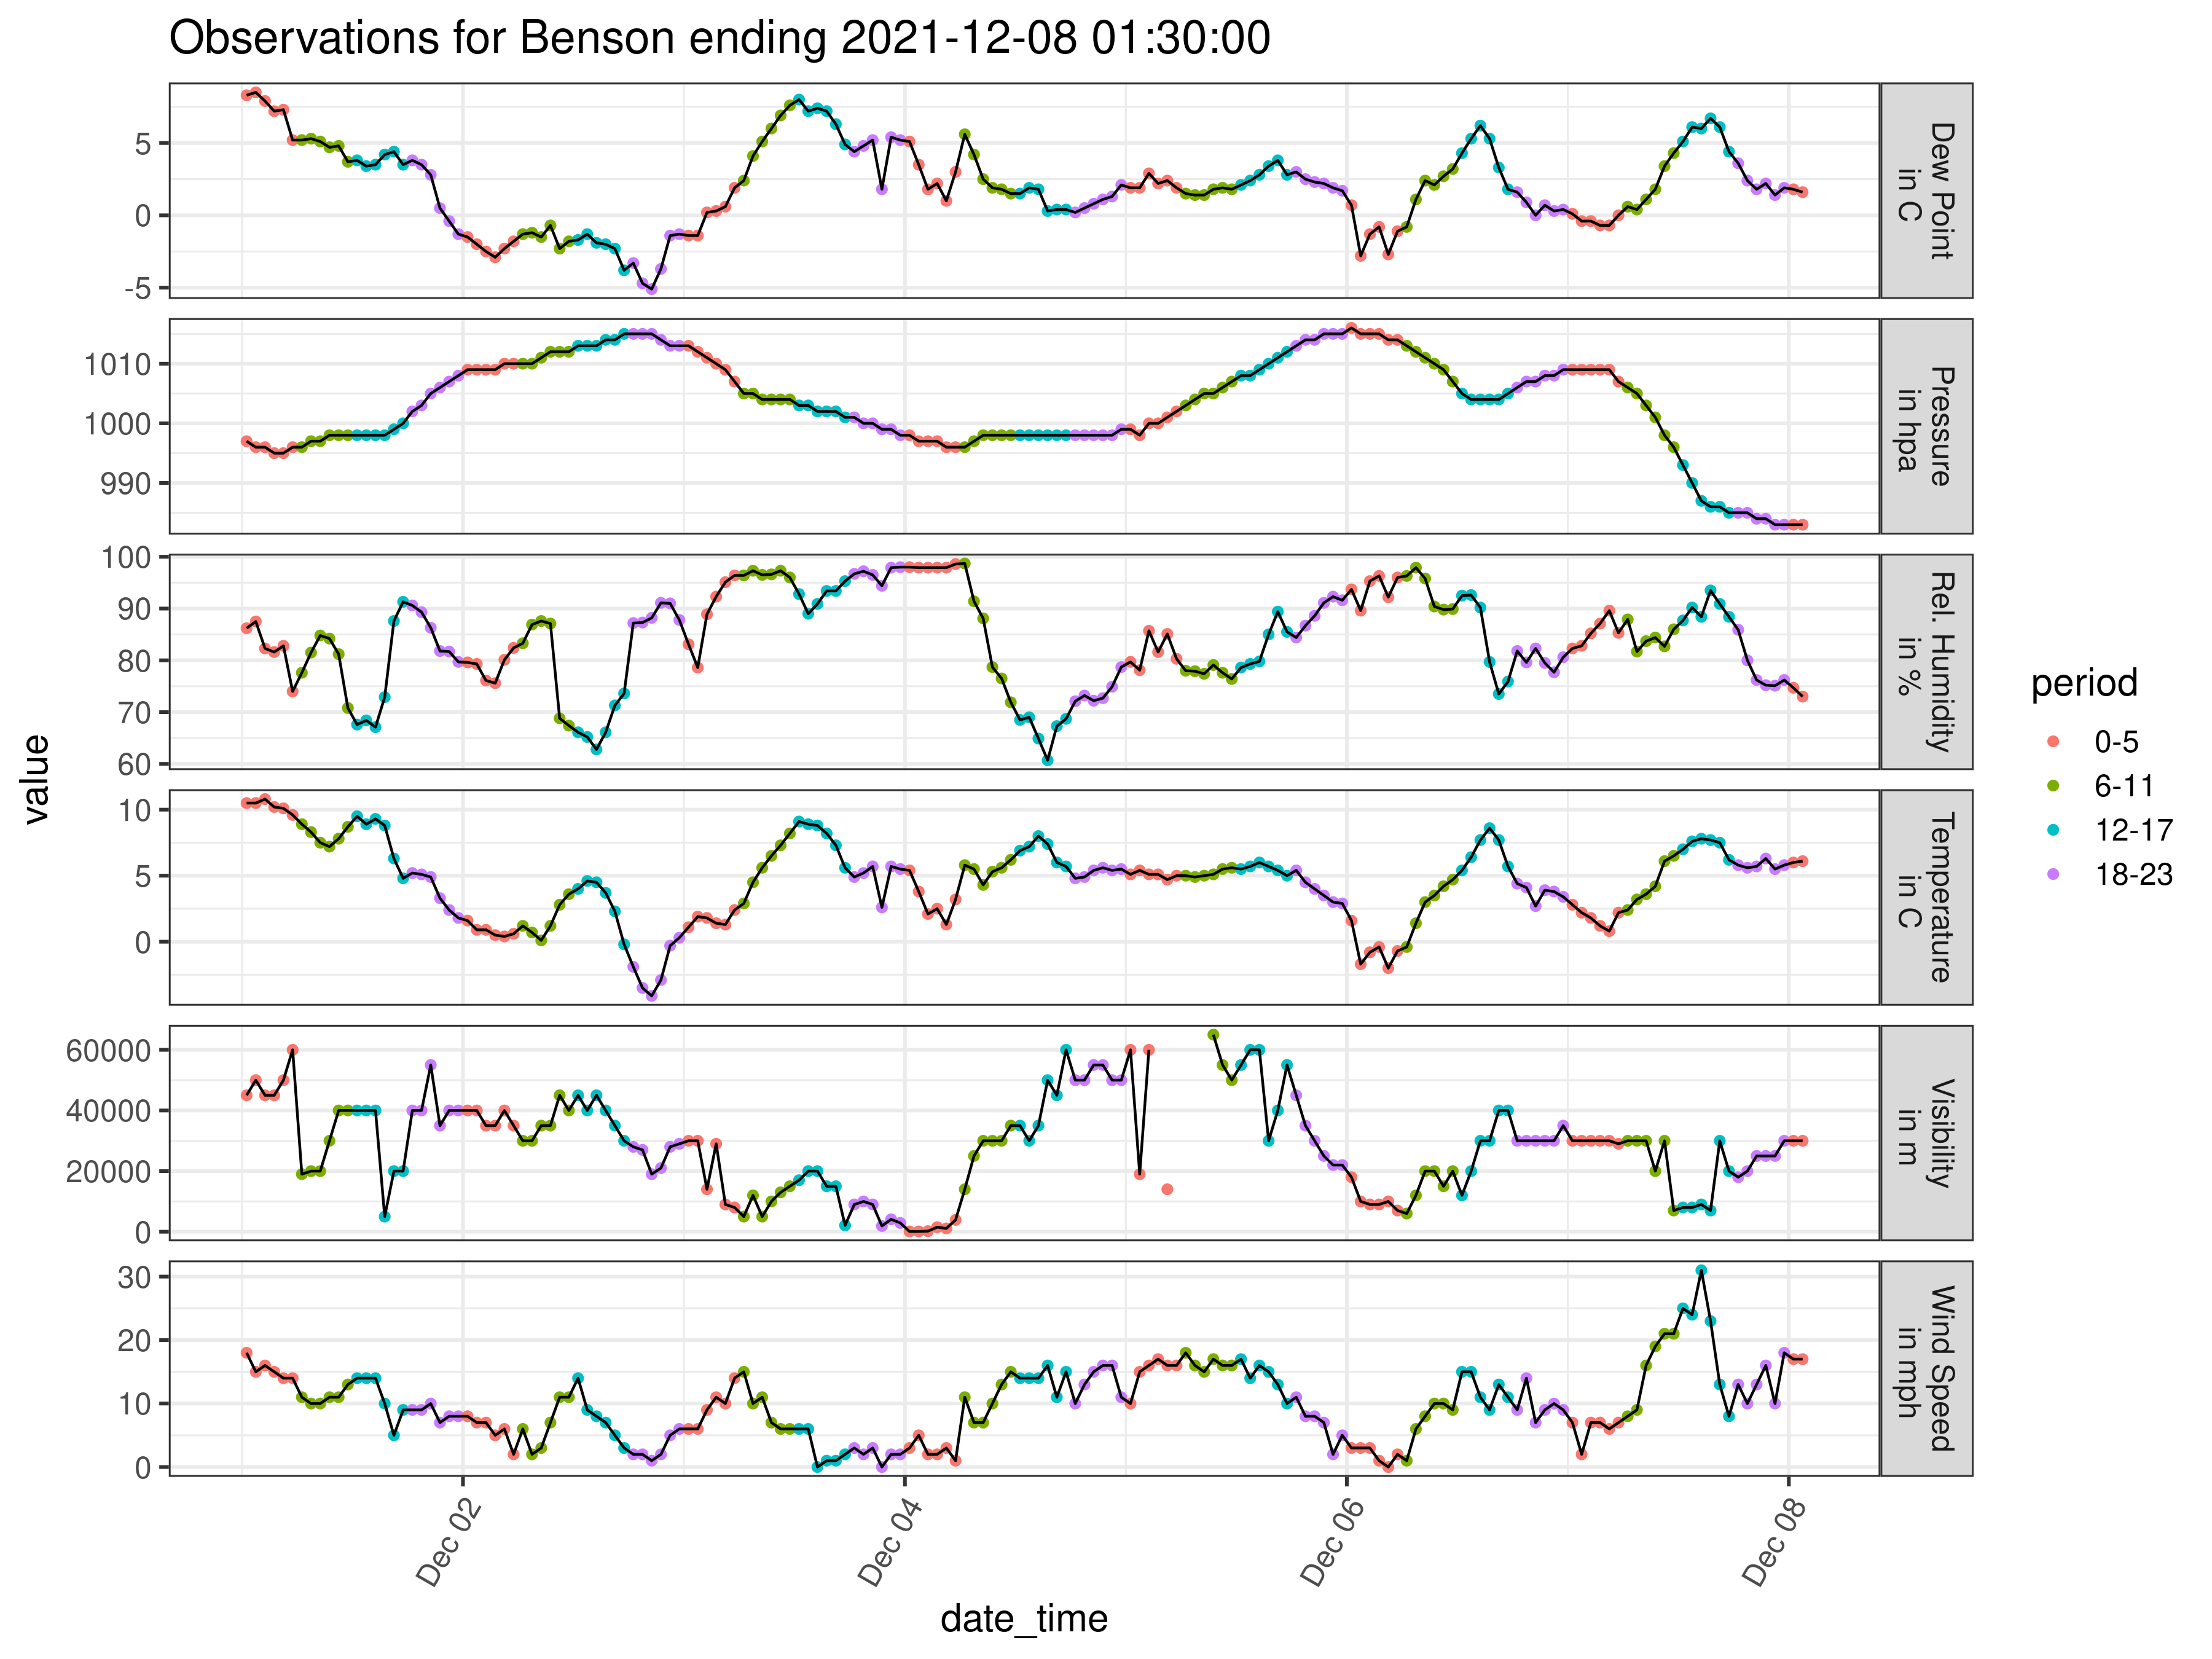 Observations for Benson ending 2021-12-08 01:30:00
value
5
0
-5
Dew Point
in C
1010
1000
990
Pressure
in hpa
100
90
80
70
60
Rel. Humidity
in %
10
5
0
Temperature
in C
60000
40000
20000
0
Visibility
in m
30
20
10
0
Wind Speed
in mph
Dec 02
Dec 04
Dec 06
Dec 08
date_time
period
0-5
6-11
12-17
18-23